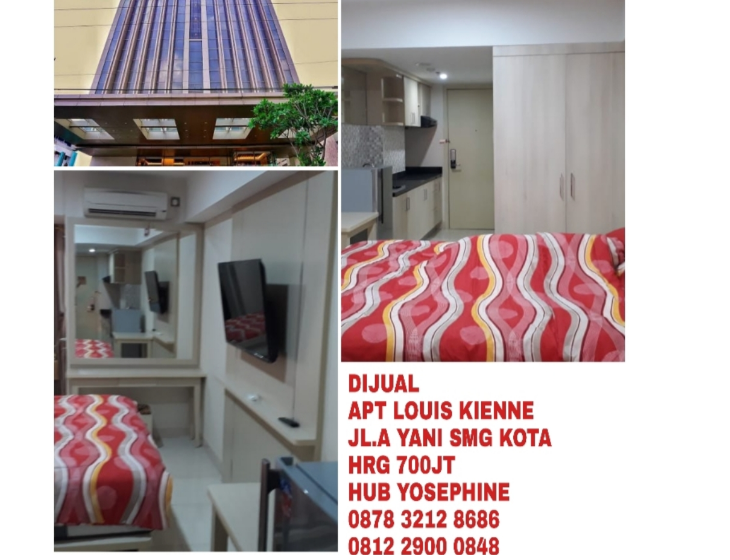 DIJUAL
APT LOUIS KIENNE
JL.A YANI SMG KOTA
HRG 700JT
HUB YOSEPHINE
0878 3212 8686
0812 2900 0848